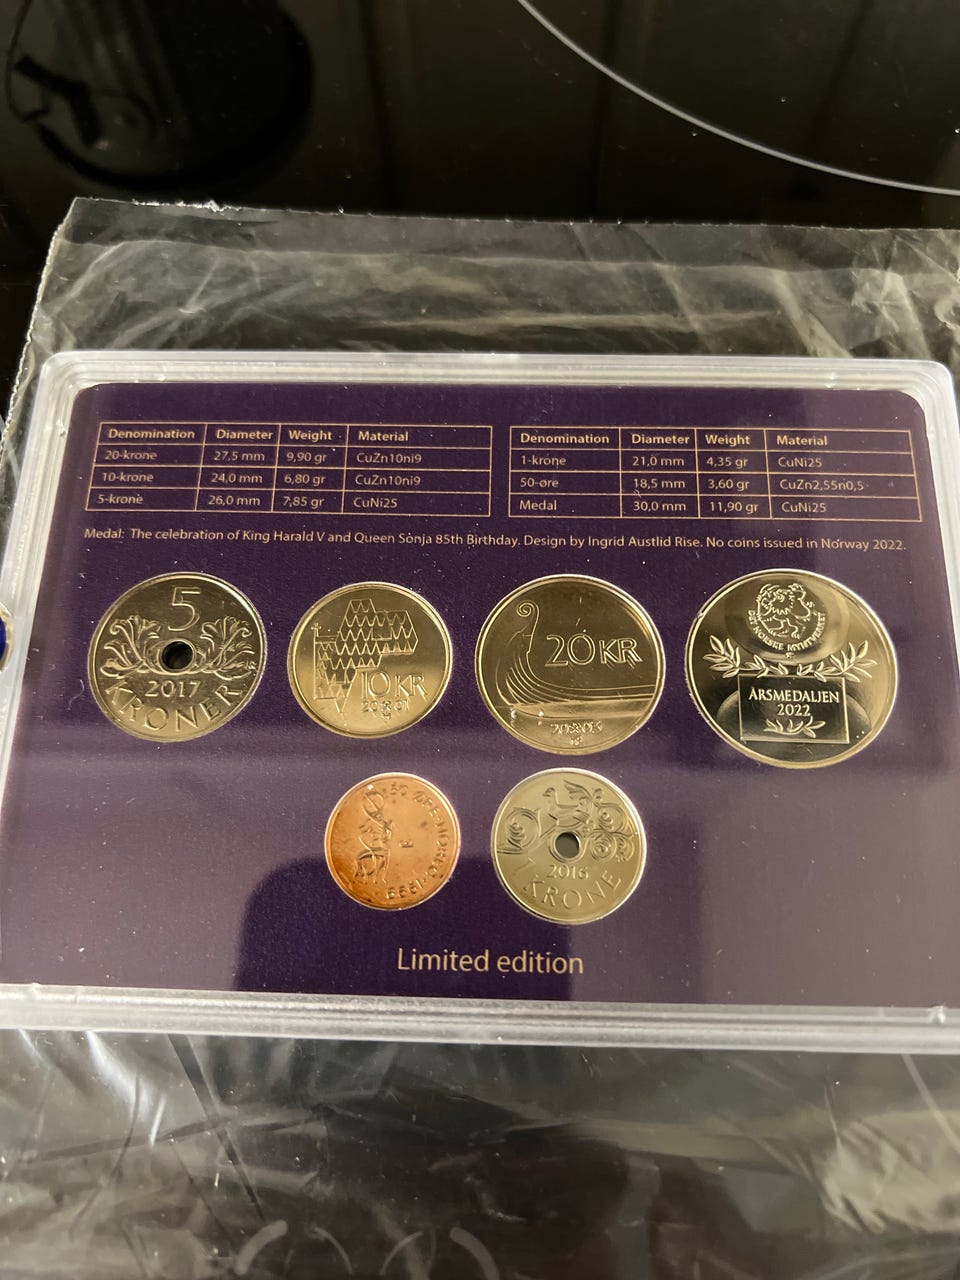 Denomination Diameter Weight Material
20-krone 27,5 mm 9,90 gr CuZn10ni9
10-krone 24,0 mm 6,80 gr CuZn10ni9
5-krone 26,0 mm 7,85 gr CuNi25
Denomination Diameter Weight Material
1-krone 21,0 mm 4,35 gr CuNi25
50-øre 18,5 mm 3,60 gr CuZn2,5Sn0,5
Medal 30,0 mm 11,90 gr CuNi25
Medal: The celebration of King Harald V and Queen Sonja 85th Birthday. Design by Ingrid Austlid Rise. No coins issued in Norway 2022.
5
2017
KRONER
10 KR
20 KR
DET NORSKE MYNTVERKET
ÅRSMEDALJEN
2022
50 ØRE·NORGE·1999
2016
1 KRONE
Limited edition